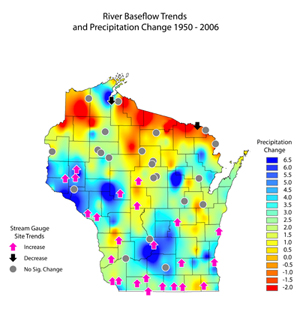 River Baseflow Trends
and Precipitation Change 1950 - 2006
Precipitation
Change
6.5
6.0
5.5
5.0
4.5
4.0
3.5
3.0
2.5
2.0
1.5
1.0
0.5
0.0
-0.5
-1.0
-1.5
-2.0
Stream Gauge
Site Trends
Increase
Decrease
No Sig. Change